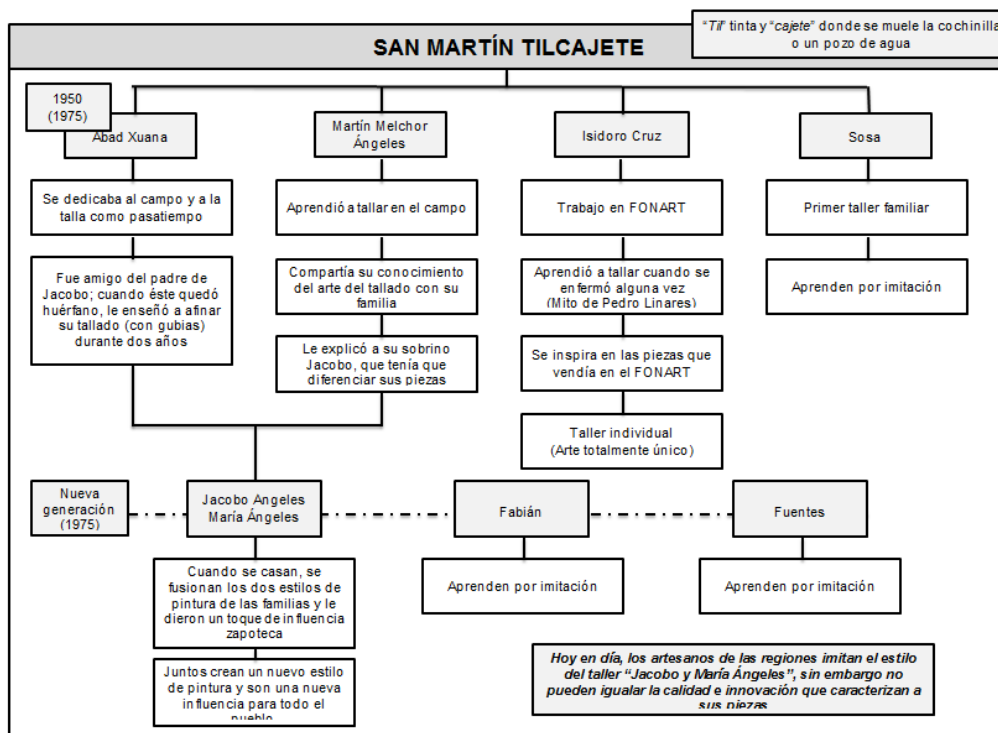 SAN MARTÍN TILCAJETE
“Til” tinta y “cajete” donde se muele la cochinilla
o un pozo de agua
1950
(1975)
Abad Xuana
Martín Melchor
Ángeles
Isidoro Cruz
Sosa
Se dedicaba al campo y a la
talla como pasatiempo
Aprendió a tallar en el campo
Trabajo en FONART
Primer taller familiar
Fue amigo del padre de
Jacobo; cuando éste quedó
huérfano, le enseñó a afinar
su tallado (con gubias)
durante dos años
Compartía su conocimiento
del arte del tallado con su
familia
Aprendió a tallar cuando se
enfermó alguna vez
(Mito de Pedro Linares)
Aprenden por imitación
Le explicó a su sobrino
Jacobo, que tenía que
diferenciar sus piezas
Se inspira en las piezas que
vendía en el FONART
Taller individual
(Arte totalmente único)
Nueva
generación
(1975)
Jacobo Angeles
María Ángeles
Fabián
Fuentes
Cuando se casan, se
fusionan los dos estilos de
pintura de las familias y le
dieron un toque de influencia
zapoteca
Aprenden por imitación
Aprenden por imitación
Juntos crean un nuevo estilo
de pintura y son una nueva
influencia para todo el
pueblo
Hoy en día, los artesanos de las regiones imitan el estilo
del taller “Jacobo y María Ángeles”, sin embargo no
pueden igualar la calidad e innovación que caracterizan a
sus piezas